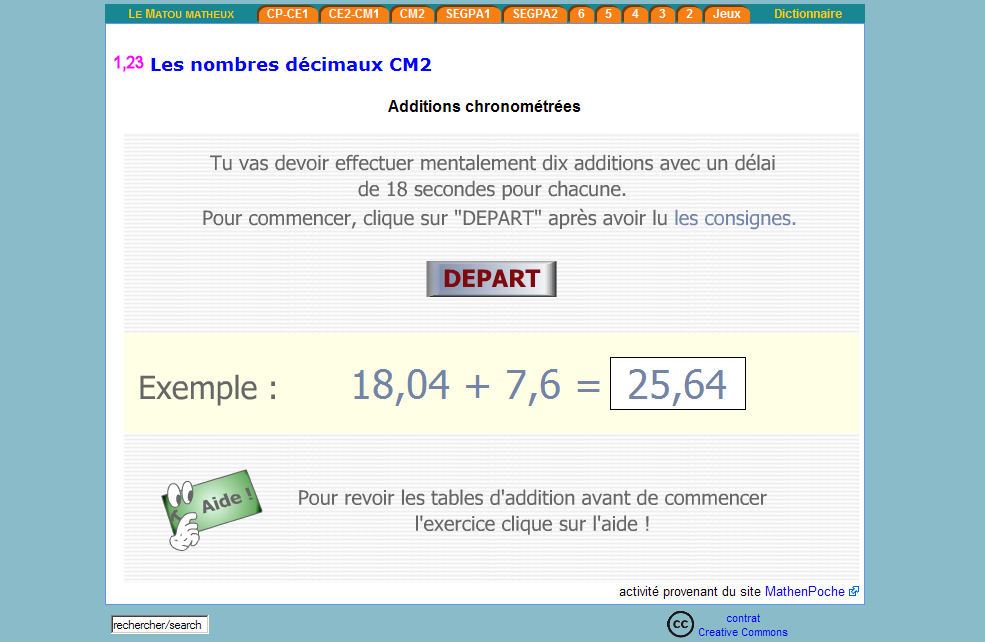 LE MATOU MATHEUX CP-CE1 CE2-CM1 CM2 SEGPA1 SEGPA2 6 5 4 3 2 Jeux Dictionnaire
1,23 Les nombres décimaux CM2
Additions chronométrées
Tu vas devoir effectuer mentalement dix additions avec un délai
de 18 secondes pour chacune.
Pour commencer, clique sur "DEPART" après avoir lu les consignes.
DEPART
Exemple : 18,04 + 7,6 = 25,64
Aide !
Pour revoir les tables d'addition avant de commencer
l'exercice clique sur l'aide !
activité provenant du site MathenPoche
rechercher/search
cc contrat
Creative Commons